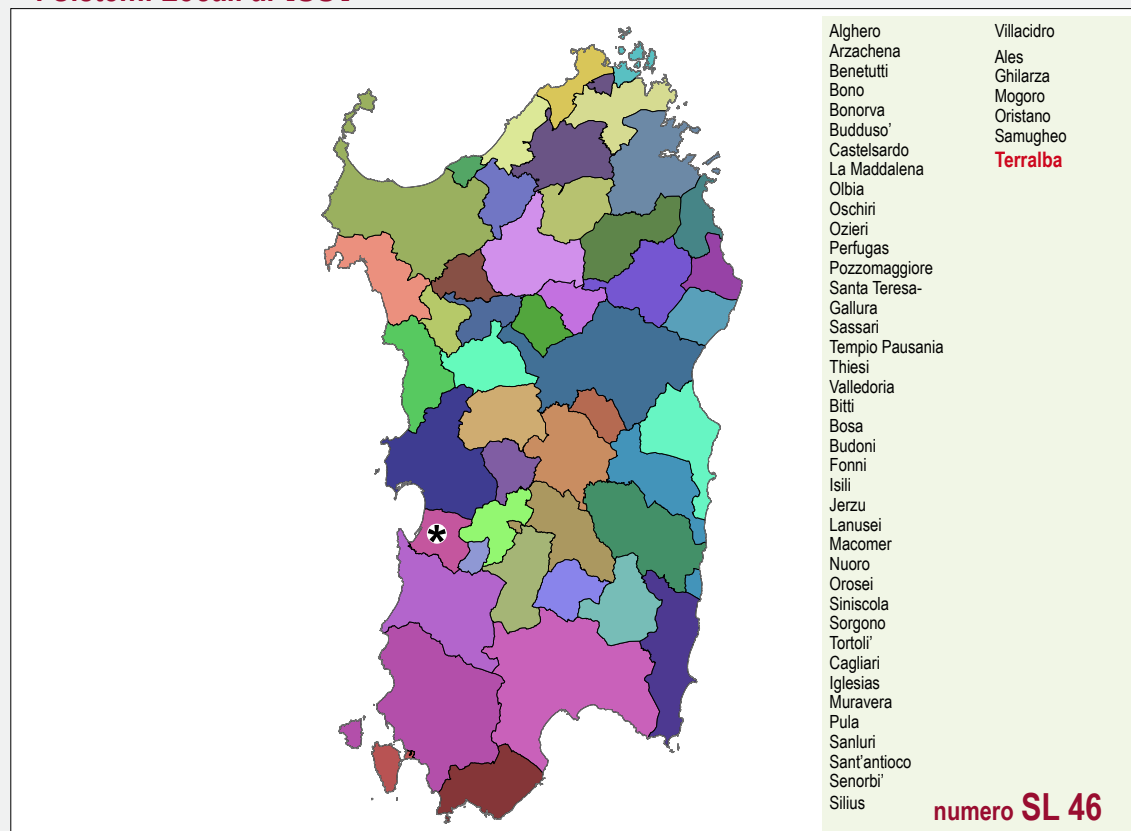 Alghero
Arzachena
Benetutti
Bono
Bonorva
Budduso'
Castelsardo
La Maddalena
Olbia
Oschiri
Ozieri
Perfugas
Pozzomaggiore
Santa Teresa-
Gallura
Sassari
Tempio Pausania
Thiesi
Valledoria
Bitti
Bosa
Budoni
Fonni
Isili
Jerzu
Lanusei
Macomer
Nuoro
Orosei
Siniscola
Sorgono
Tortoli'
Cagliari
Iglesias
Muravera
Pula
Sanluri
Sant'antioco
Senorbi'
Silius
Villacidro
Ales
Ghilarza
Mogoro
Oristano
Samugheo
Terralba
*
numero SL 46